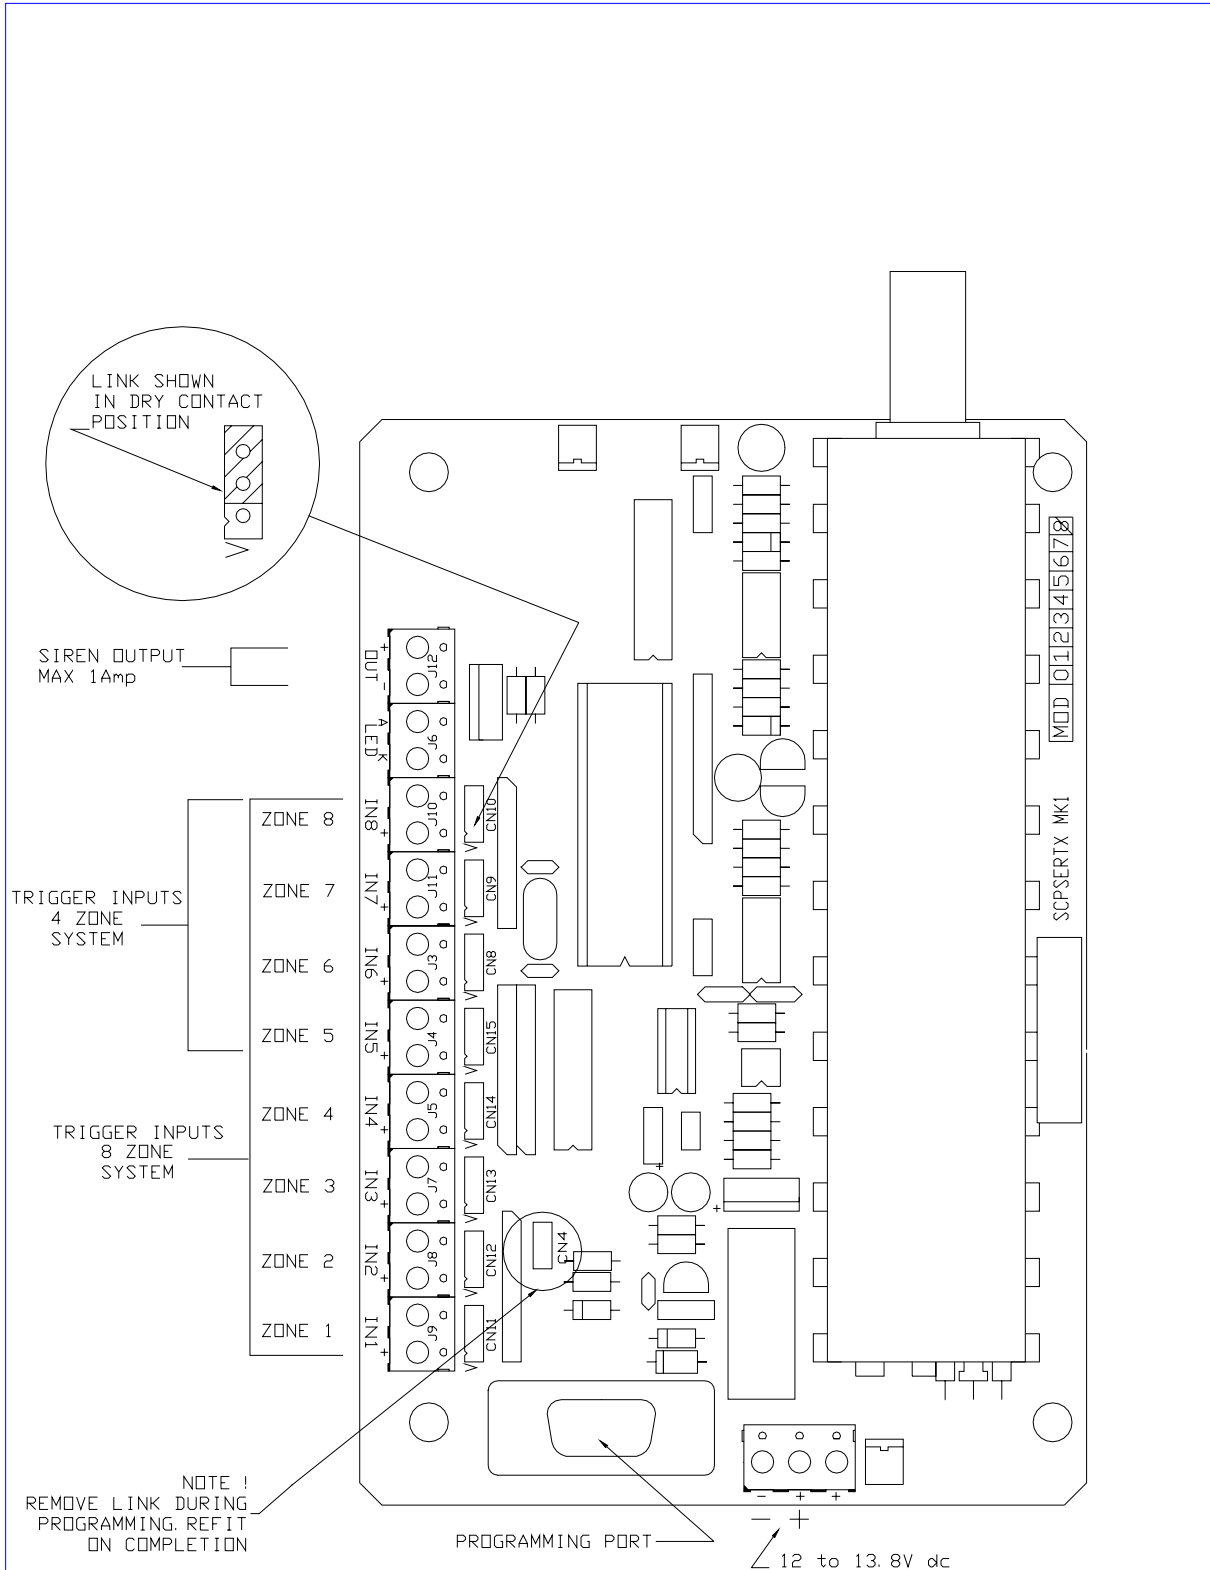 LINK SHOWN
IN DRY CONTACT
POSITION
V
SIREN OUTPUT
MAX 1Amp
+ OUT -
J12
A LED K
J6
ZONE 8
IN8 +
J10
CN10
V
ZONE 7
IN7 +
J11
CN9
V
ZONE 6
IN6 +
J3
CN8
V
ZONE 5
IN5 +
J4
CN15
V
ZONE 4
IN4 +
J5
CN14
V
ZONE 3
IN3 +
J7
CN13
V
ZONE 2
IN2 +
J8
CN12
V
ZONE 1
IN1 +
J9
CN11
V
TRIGGER INPUTS
4 ZONE
SYSTEM
TRIGGER INPUTS
8 ZONE
SYSTEM
MOD 0 1 2 3 4 5 6 7 8
SCPSERTX MK1
+
+
CN4
NOTE !
REMOVE LINK DURING
PROGRAMMING. REFIT
ON COMPLETION
PROGRAMMING PORT
- + +
- +
12 to 13.8V dc